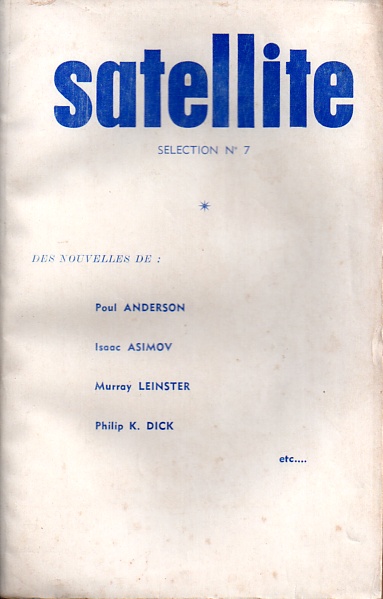 satellite
SELECTION N° 7
*
DES NOUVELLES DE :
Poul ANDERSON
Isaac ASIMOV
Murray LEINSTER
Philip K. DICK
etc....